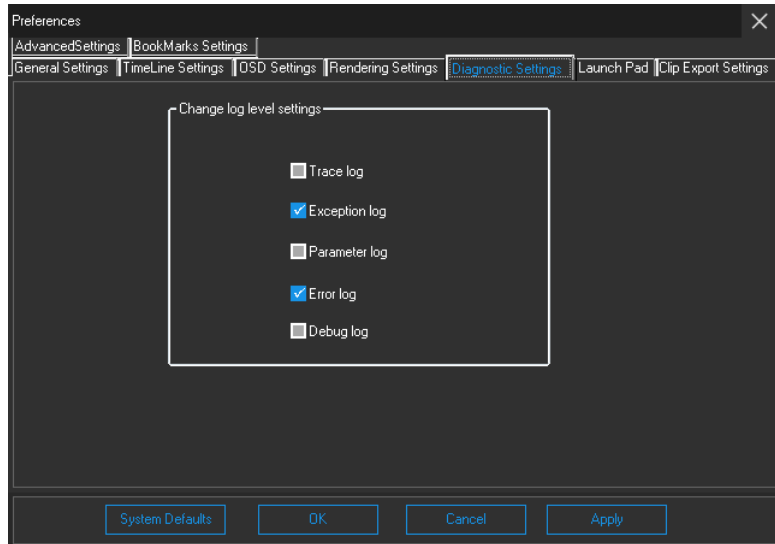 Preferences
AdvancedSettings BookMarks Settings
General Settings TimeLine Settings OSD Settings Rendering Settings Diagnostic Settings Launch Pad Clip Export Settings
Change log level settings
Trace log
Exception log
Parameter log
Error log
Debug log
System Defaults OK Cancel Apply